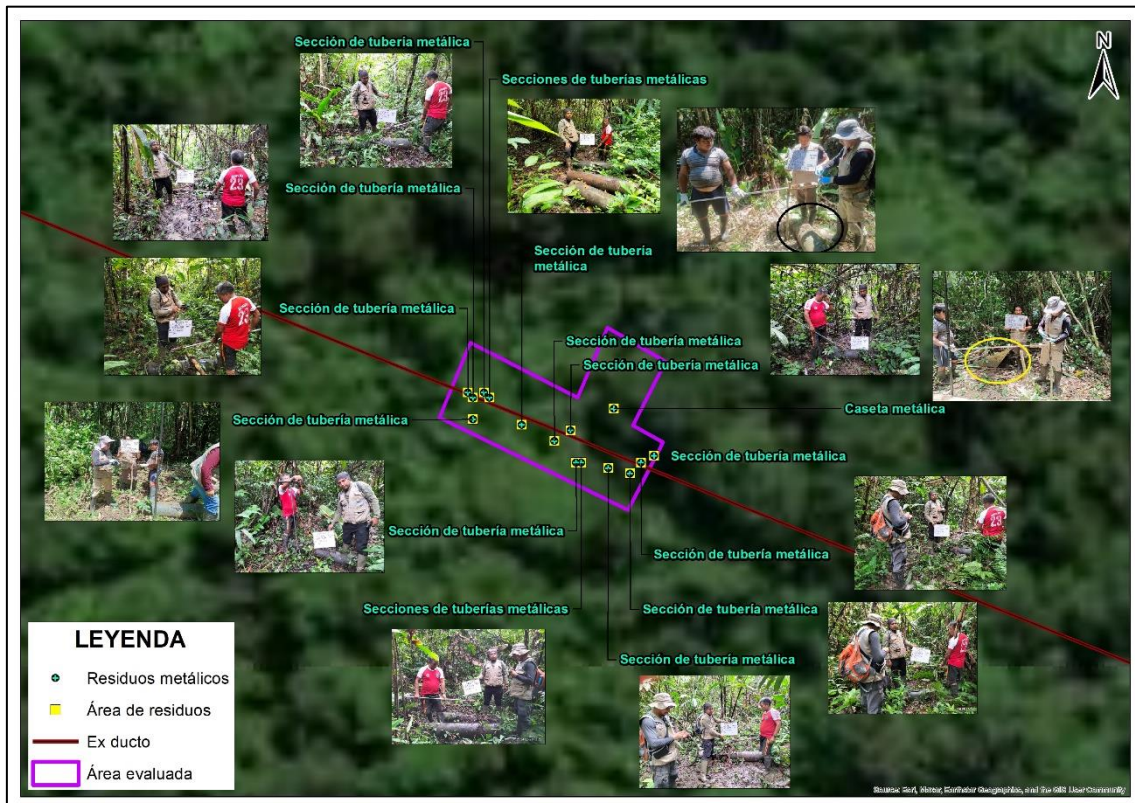 N
Sección de tubería metálica
Secciones de tuberías metálicas
Sección de tubería metálica
Sección de tubería
metálica
Sección de tubería metálica
Sección de tubería metálica
Sección de tubería metálica
Caseta metálica
Sección de tubería metálica
Sección de tubería metálica
Sección de tubería metálica
Sección de tubería metálica
Secciones de tuberías metálicas
Sección de tubería metálica
Sección de tubería metálica
LEYENDA
Residuos metálicos
Área de residuos
Ex ducto
Área evaluada
Source: Esri, Maxar, Earthstar Geographics, and the GIS User Community
23
23